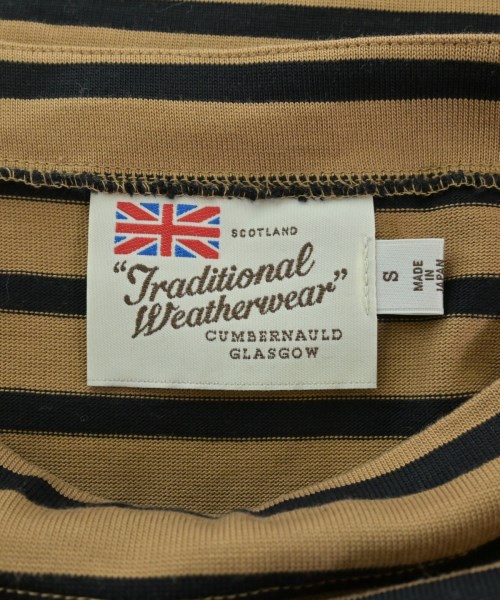 SCOTLAND
"Traditional
Weatherwear"
CUMBERNAULD
GLASGOW
S
MADE
IN
JAPAN